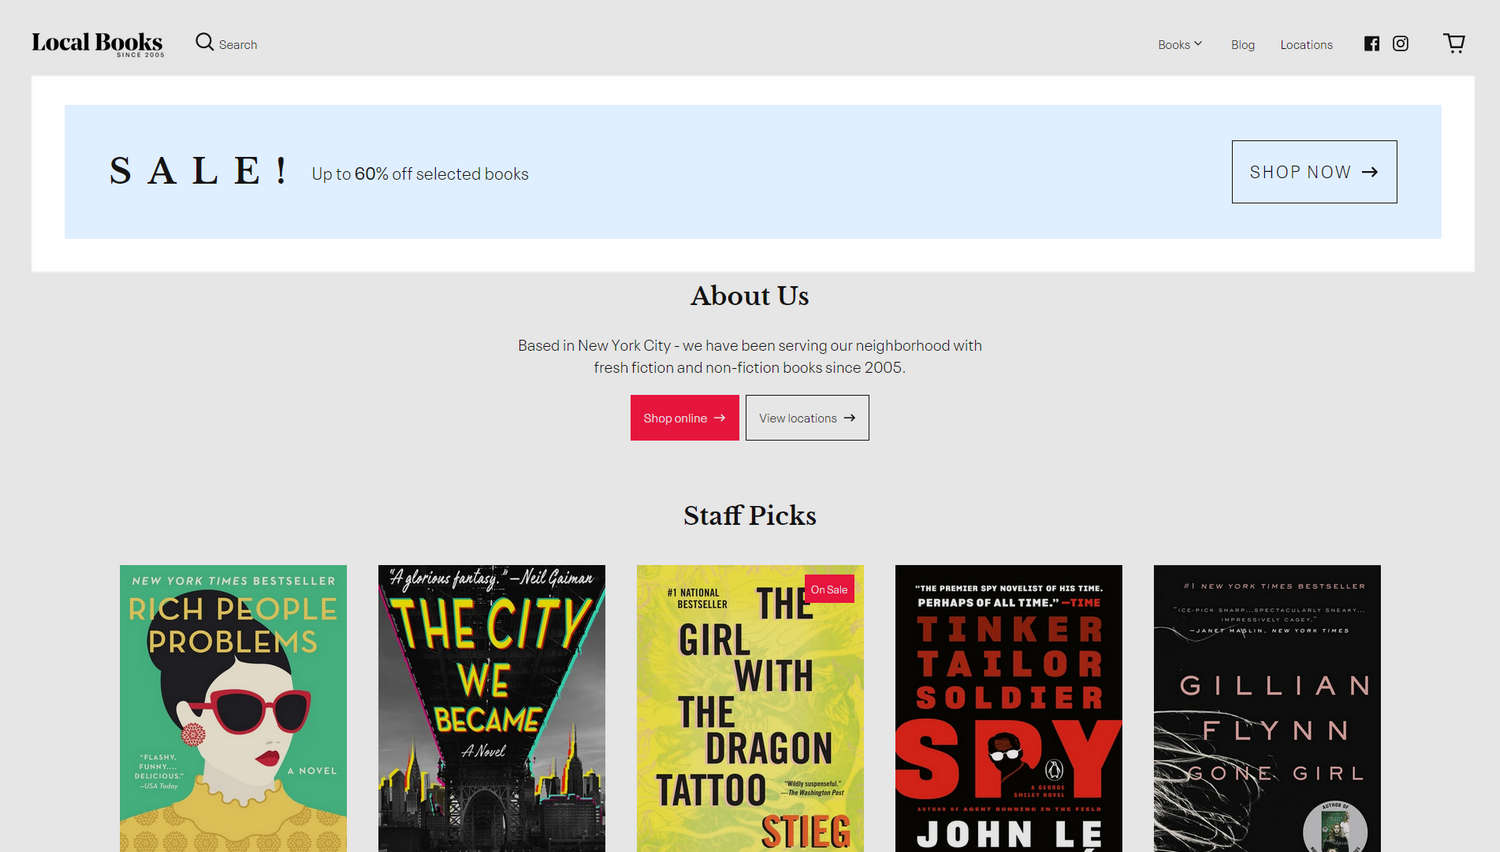 Local Books
SINCE 2005
Search
Books
Blog
Locations
SALE!
Up to 60% off selected books
SHOP NOW
About Us
Based in New York City - we have been serving our neighborhood with
fresh fiction and non-fiction books since 2005.
Shop online
View locations
Staff Picks
NEW YORK TIMES BESTSELLER
RICH PEOPLE
PROBLEMS
"FLASHY,
FUNNY....
DELICIOUS."
—USA Today
A NOVEL
"A glorious fantasy." —Neil Gaiman
THE CITY
WE
BECAME
A Novel
On Sale
#1 NATIONAL
BESTSELLER
THE
GIRL
WITH
THE
DRAGON
TATTOO
"Wildly suspenseful."
—The Washington Post
STIEG
"THE PREMIER SPY NOVELIST OF HIS TIME.
PERHAPS OF ALL TIME." —TIME
TINKER
TAILOR
SOLDIER
SPY
A GEORGE
SMILEY NOVEL
AUTHOR OF AGENT RUNNING IN THE FIELD
JOHN LE
#1 NEW YORK TIMES BESTSELLER
"ICE-PICK SHARP...SPECTACULARLY SNEAKY...
IMPRESSIVELY CAGEY."
—JANET MASLIN, NEW YORK TIMES
GILLIAN
FLYNN
GONE GIRL
AUTHOR OF